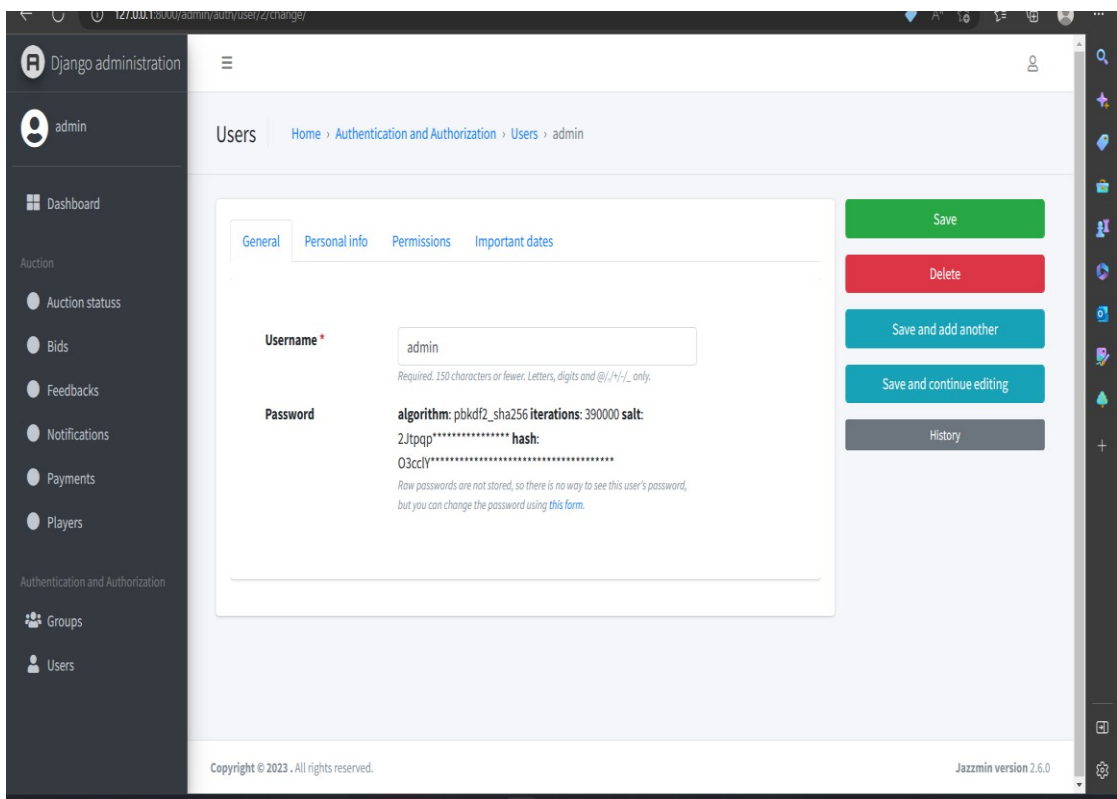 127.0.0.1:8000/admin/auth/user/2/change/
Django administration
admin
Dashboard
Auction
Auction statuss
Bids
Feedbacks
Notifications
Payments
Players
Authentication and Authorization
Groups
Users
Users
Home › Authentication and Authorization › Users › admin
General Personal info Permissions Important dates
Username *
admin
Required. 150 characters or fewer. Letters, digits and @/./+/-/_ only.
Password
algorithm: pbkdf2_sha256 iterations: 390000 salt:
2Jtpqp**************** hash:
O3cclY**************************************
Raw passwords are not stored, so there is no way to see this user's password,
but you can change the password using this form.
Save
Delete
Save and add another
Save and continue editing
History
Copyright © 2023 . All rights reserved.
Jazzmin version 2.6.0